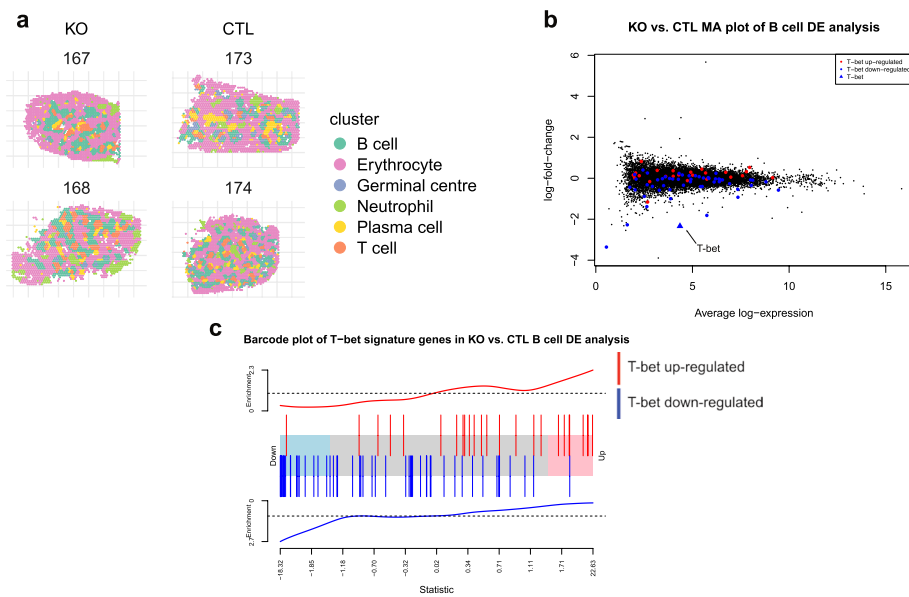 a
KO
CTL
167
173
168
174
cluster
B cell
Erythrocyte
Germinal centre
Neutrophil
Plasma cell
T cell
b
KO vs. CTL MA plot of B cell DE analysis
T-bet up-regulated
T-bet down-regulated
T-bet
log-fold-change
6
4
2
0
−2
−4
T-bet
0
5
10
15
Average log-expression
c
Barcode plot of T−bet signature genes in KO vs. CTL B cell DE analysis
T-bet up-regulated
T-bet down-regulated
2.3
Enrichment
0
Down
Up
0
Enrichment
2.7
−18.32
−1.85
−1.18
−0.70
−0.32
0.02
0.34
0.71
1.11
1.71
22.63
Statistic